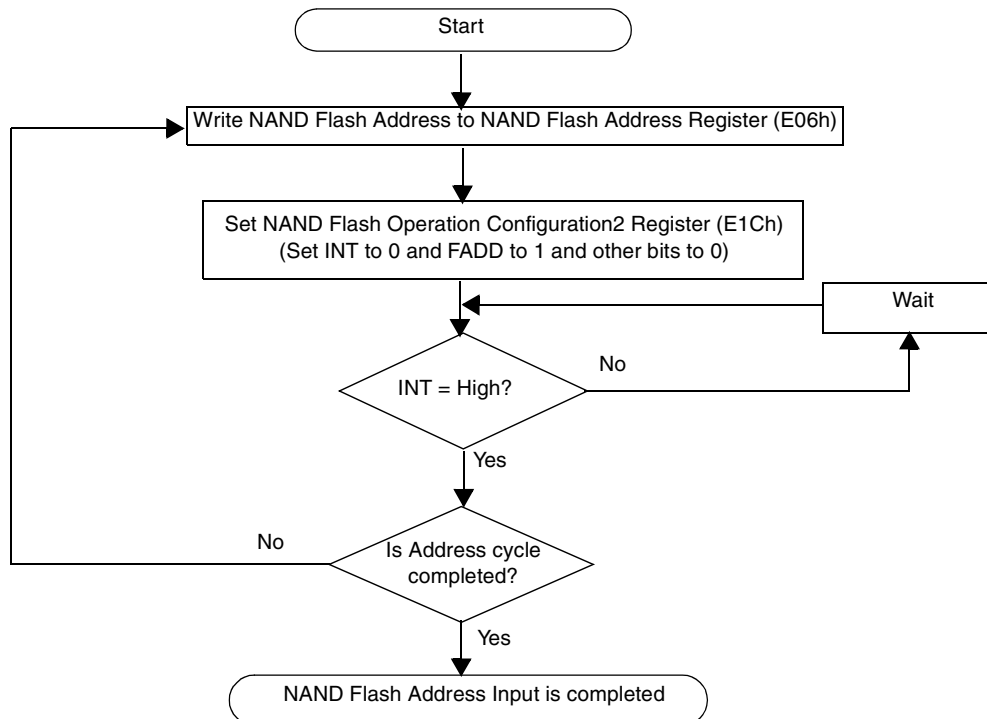 Start
Write NAND Flash Address to NAND Flash Address Register (E06h)
Set NAND Flash Operation Configuration2 Register (E1Ch)
(Set INT to 0 and FADD to 1 and other bits to 0)
Wait
INT = High?
No
Yes
No
Is Address cycle
completed?
Yes
NAND Flash Address Input is completed